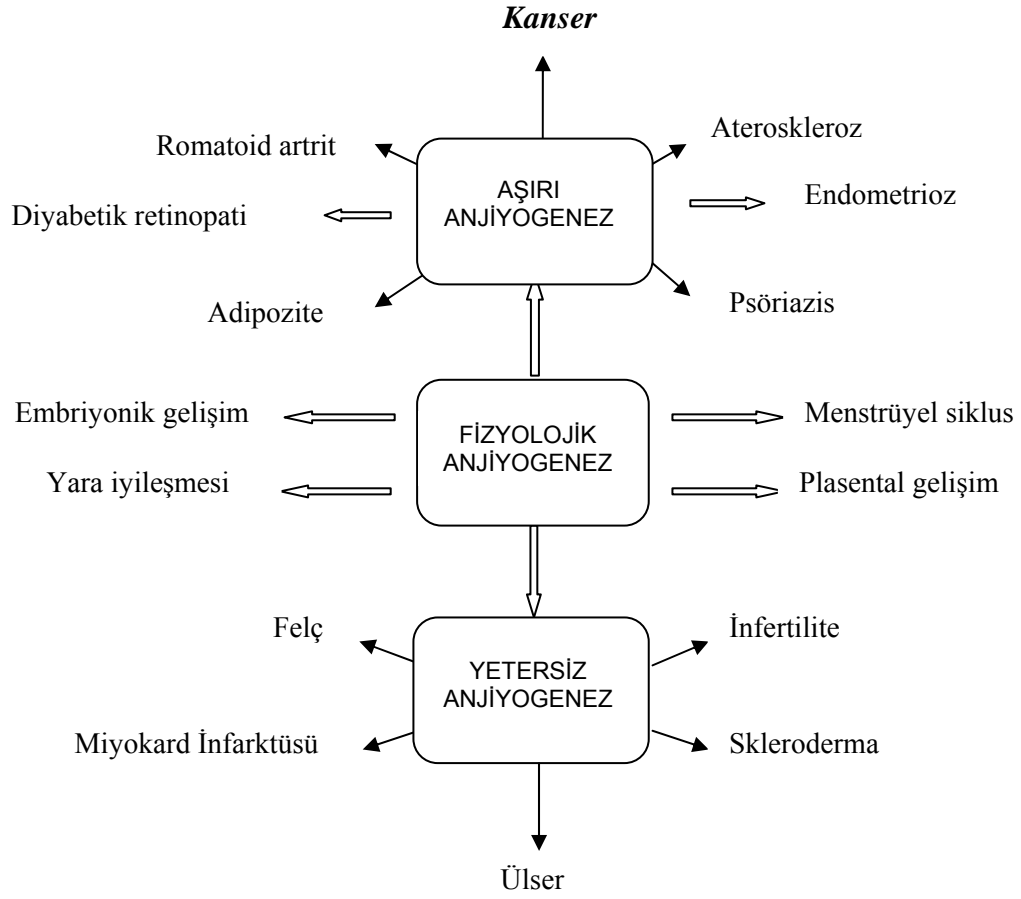 Kanser
Romatoid artrit
Ateroskleroz
AŞIRI
ANJİYOGENEZ
Diyabetik retinopati
Endometrioz
Adipozite
Psöriazis
Embriyonik gelişim
FİZYOLOJİK
ANJİYOGENEZ
Menstrüyel siklus
Yara iyileşmesi
Plasental gelişim
Felç
İnfertilite
YETERSİZ
ANJİYOGENEZ
Miyokard İnfarktüsü
Skleroderma
Ülser